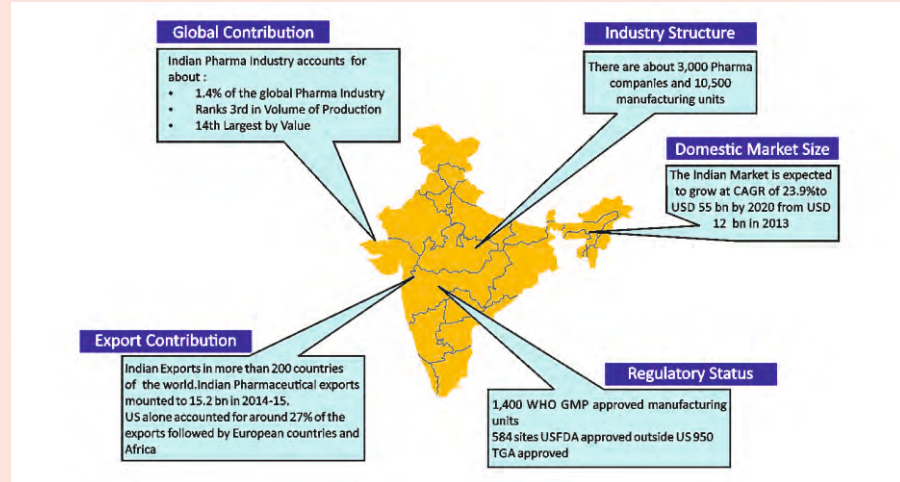 Global Contribution
Indian Pharma Industry accounts for
about :
• 1.4% of the global Pharma Industry
• Ranks 3rd in Volume of Production
• 14th Largest by Value
Industry Structure
There are about 3,000 Pharma
companies and 10,500
manufacturing units
Domestic Market Size
The Indian Market is expected
to grow at CAGR of 23.9%to
USD 55 bn by 2020 from USD
12 bn in 2013
Export Contribution
Indian Exports in more than 200 countries
of the world.Indian Pharmaceutical exports
mounted to 15.2 bn in 2014-15.
US alone accounted for around 27% of the
exports followed by European countries and
Africa
Regulatory Status
1,400 WHO GMP approved manufacturing
units
584 sites USFDA approved outside US 950
TGA approved